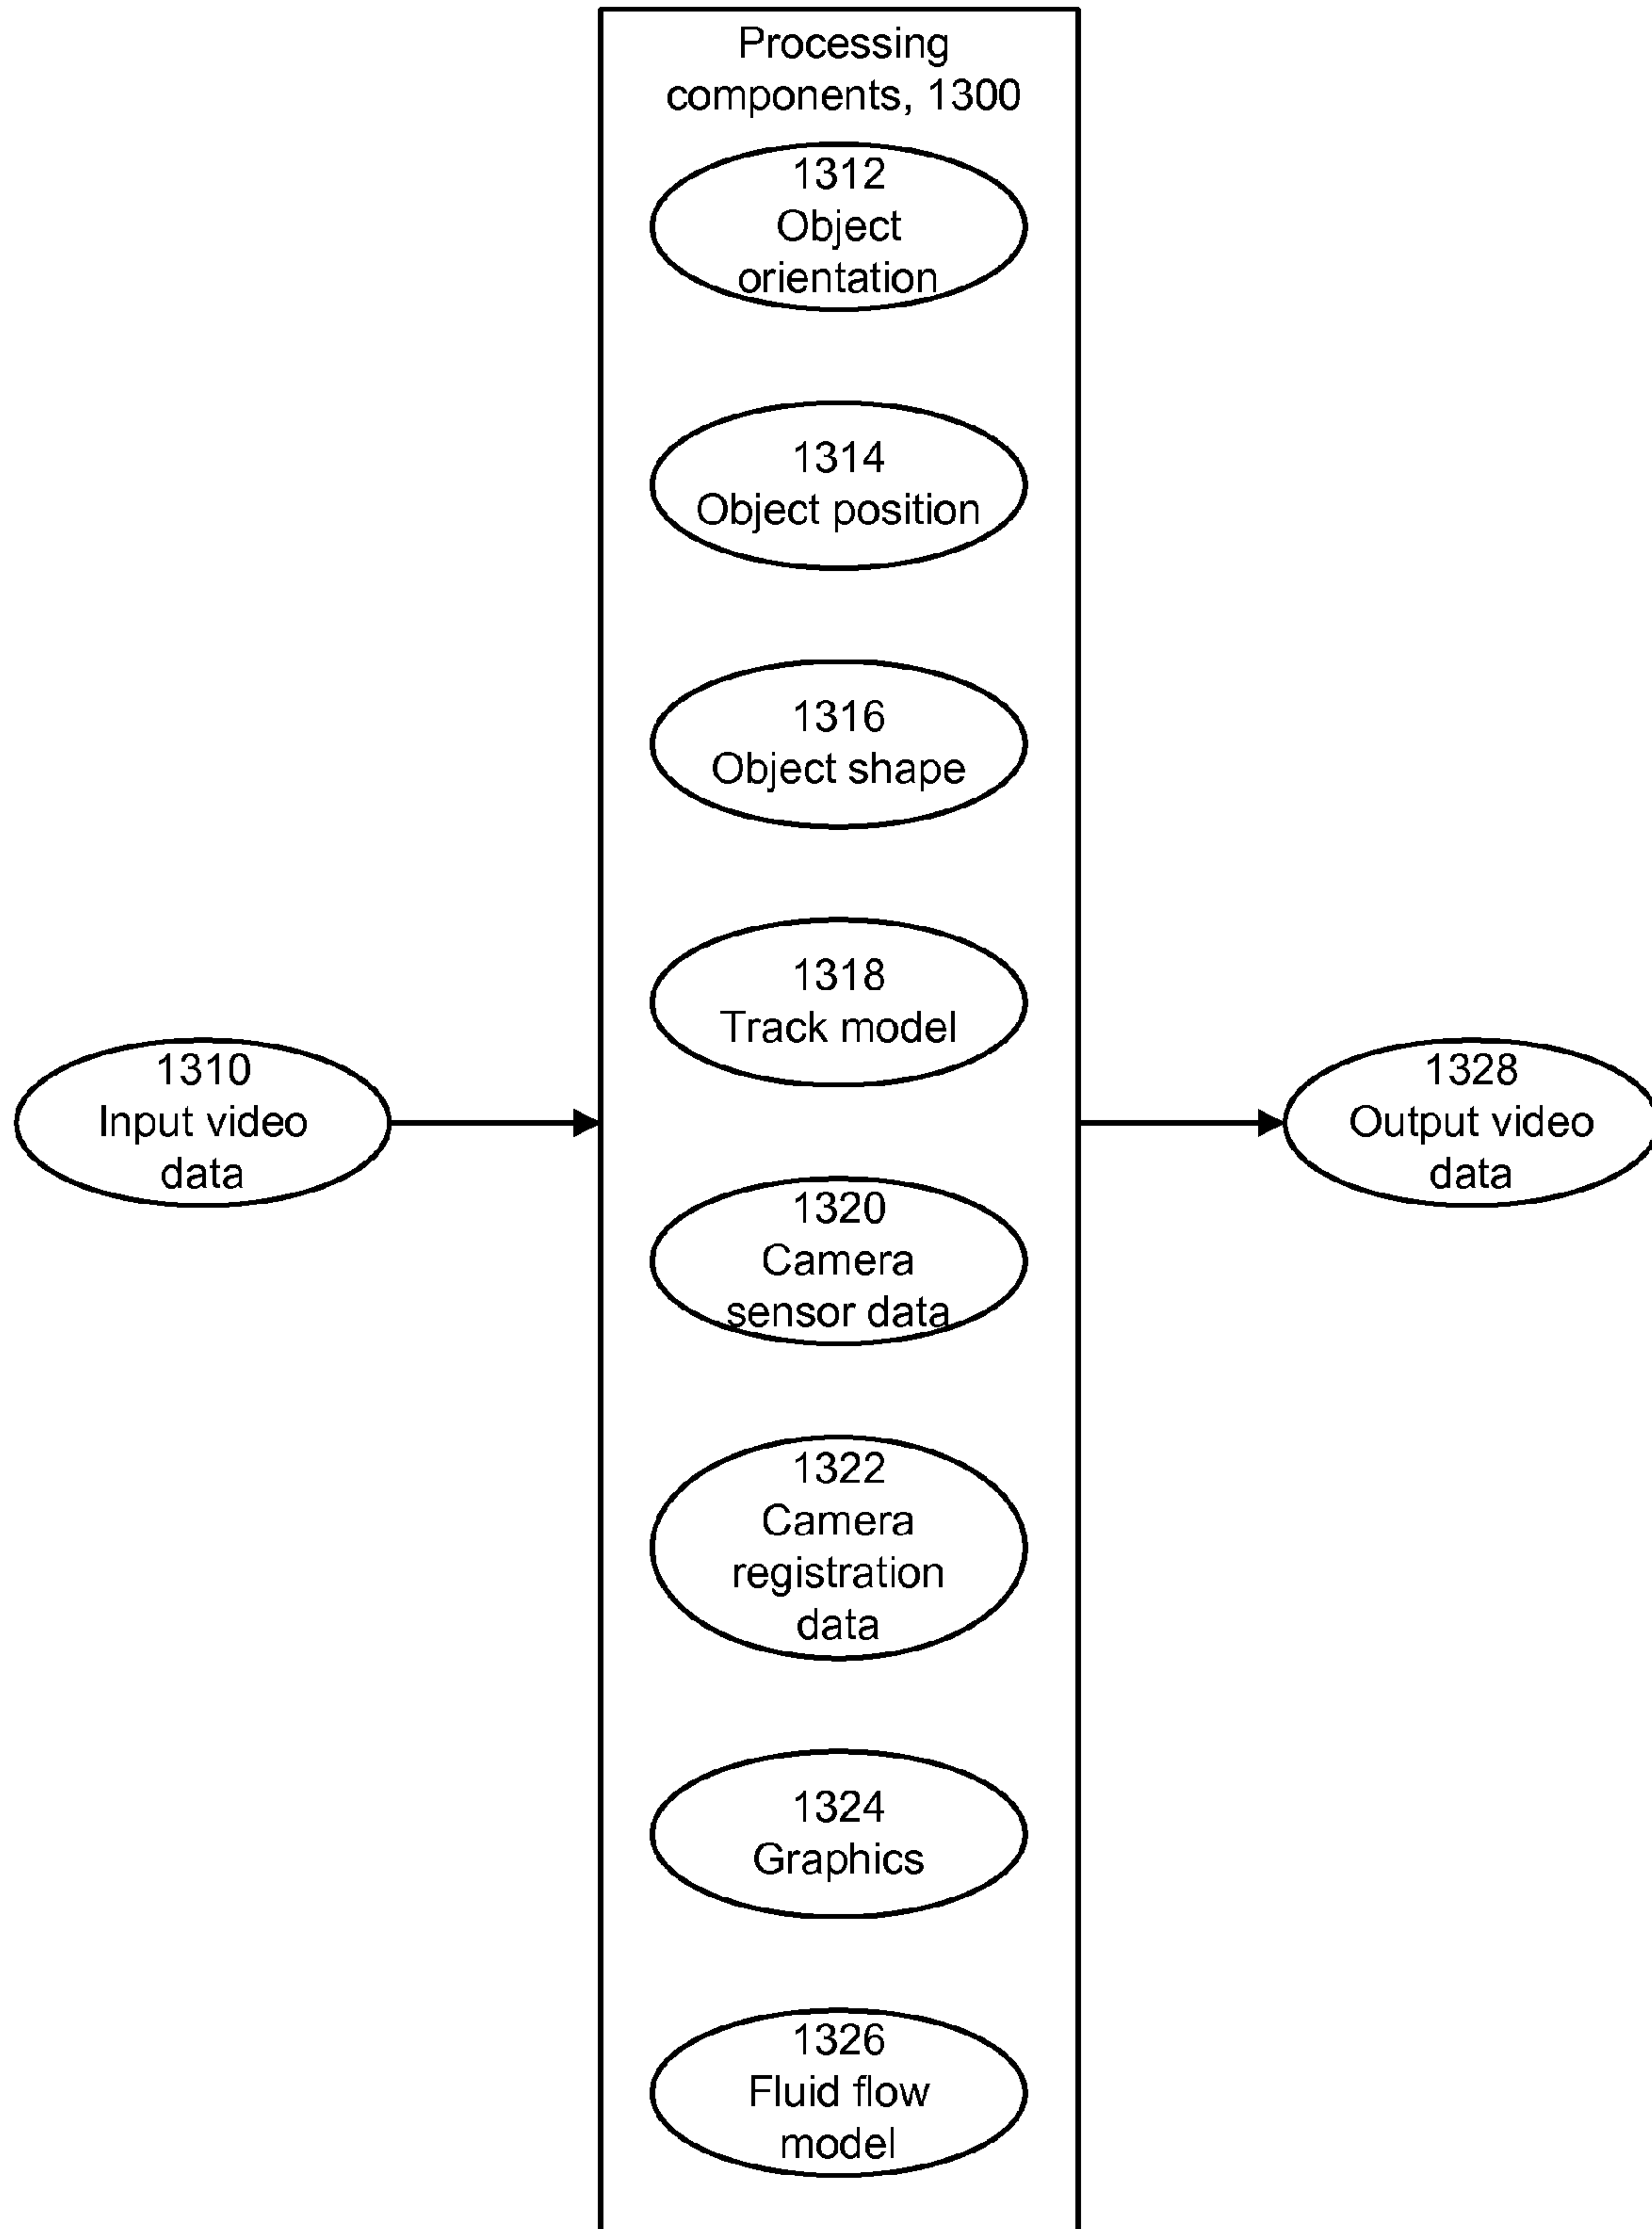 Processing
components, 1300
1312
Object
orientation
1314
Object position
1316
Object shape
1318
Track model
1310
Input video
data
1328
Output video
data
1320
Camera
sensor data
1322
Camera
registration
data
1324
Graphics
1326
Fluid flow
model